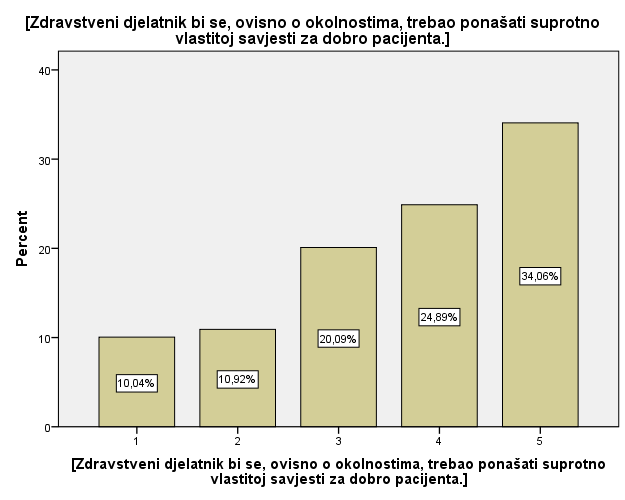 [Zdravstveni djelatnik bi se, ovisno o okolnostima, trebao ponašati suprotno
vlastitoj savjesti za dobro pacijenta.]
Percent
40
30
20
10
0
10,04%
10,92%
20,09%
24,89%
34,06%
1 2 3 4 5
[Zdravstveni djelatnik bi se, ovisno o okolnostima, trebao ponašati suprotno
vlastitoj savjesti za dobro pacijenta.]